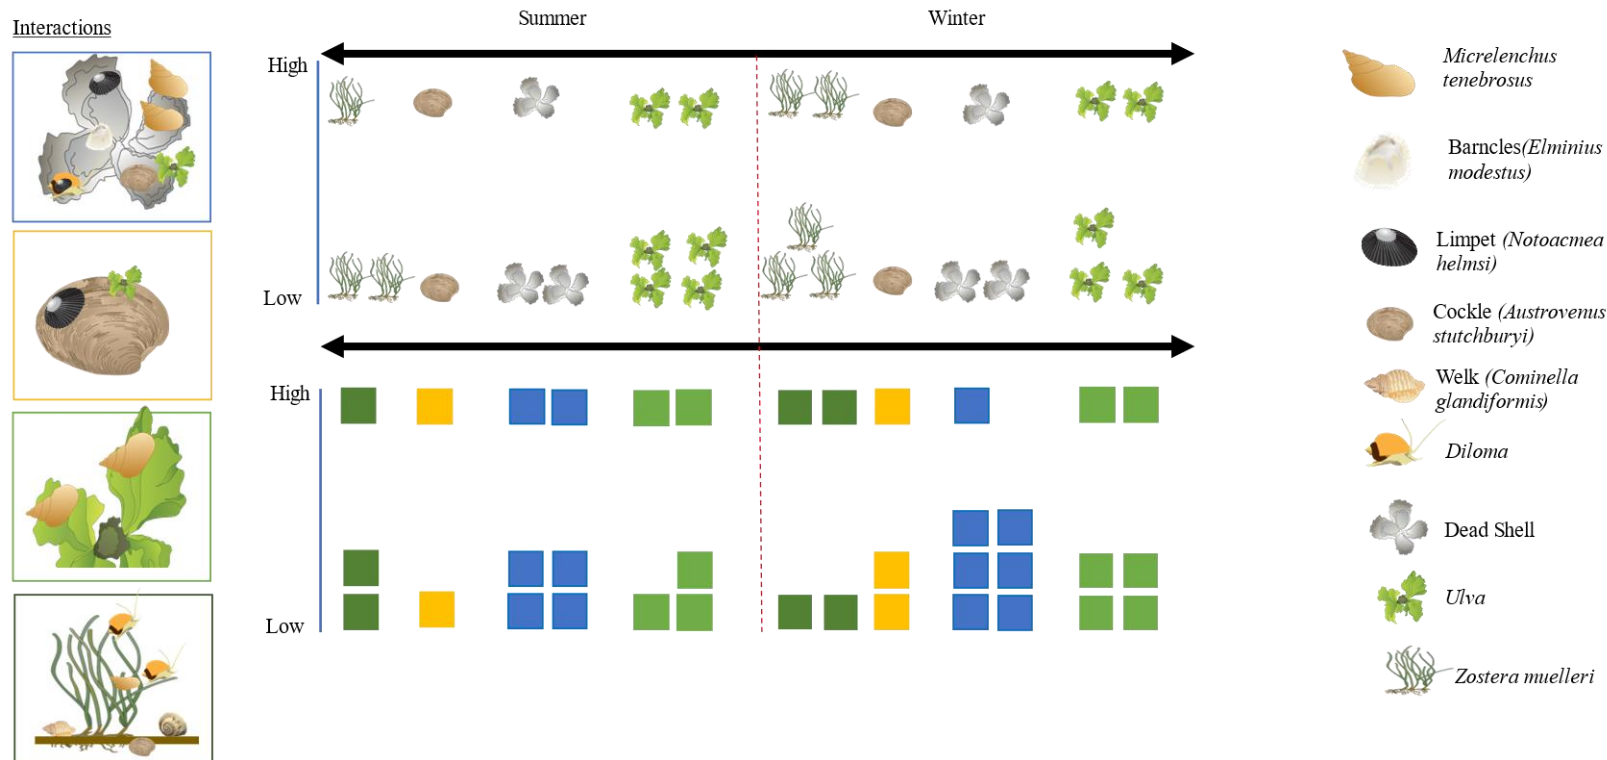 Interactions
Summer
Winter
High
Low
High
Low
Micrelenchus
tenebrosus
Barncles(Elminius
modestus)
Limpet (Notoacmea
helmsi)
Cockle (Austrovenus
stutchburyi)
Welk (Cominella
glandiformis)
Diloma
Dead Shell
Ulva
Zostera muelleri